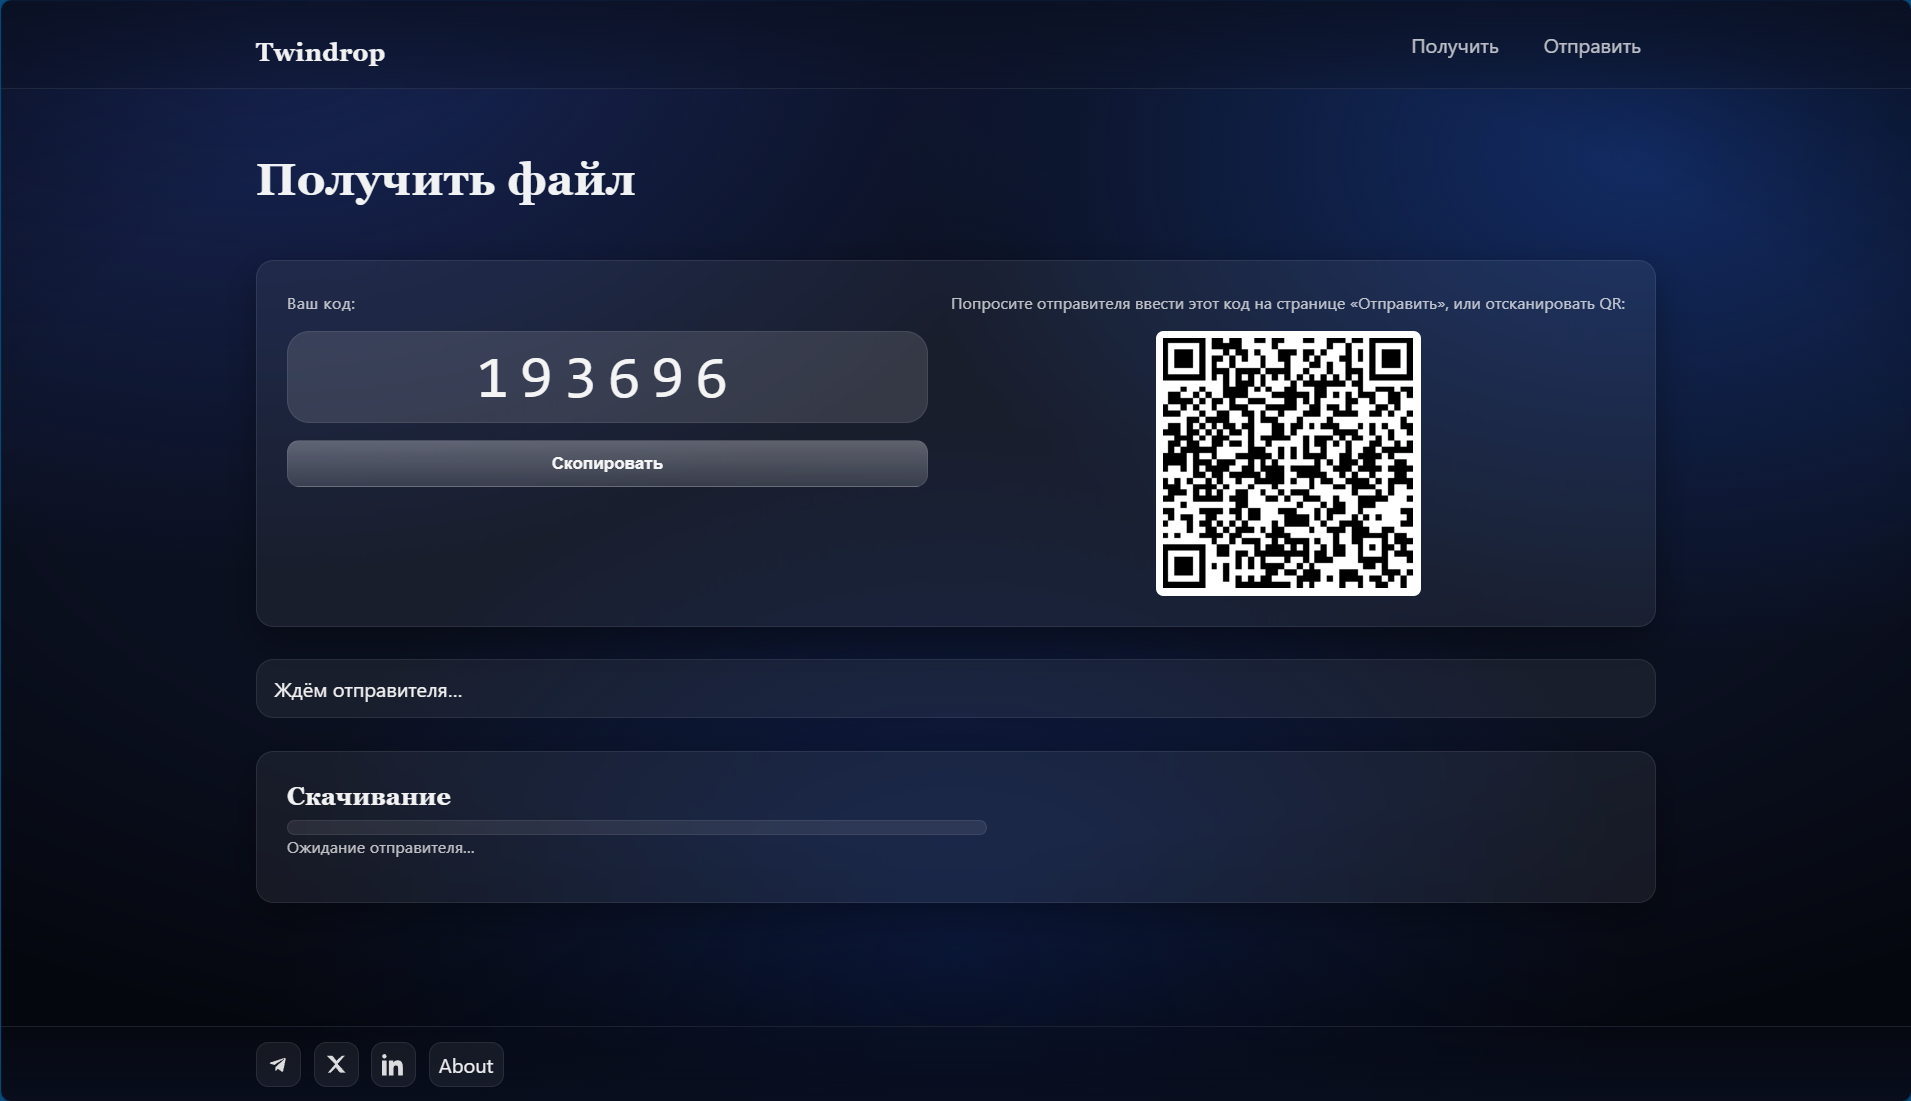 Twindrop
Получить
Отправить
Получить файл
Ваш код:
193696
Скопировать
Попросите отправителя ввести этот код на странице «Отправить», или отсканировать QR:
Ждём отправителя...
Скачивание
Ожидание отправителя...
About